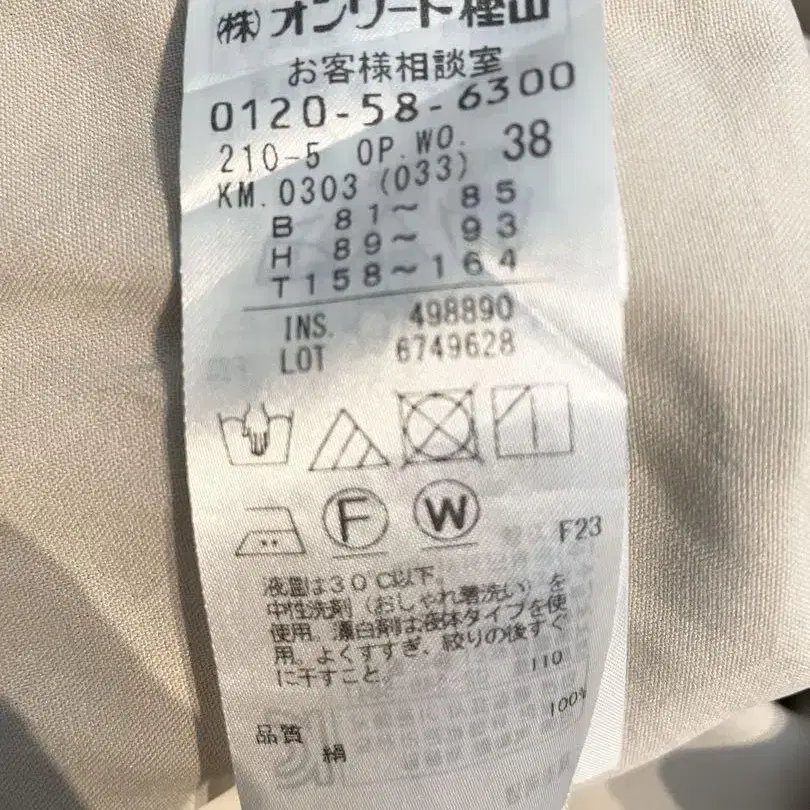 (株)オンワード樫山
お客様相談室
0120-58-6300
210-5 OP.WO. 38
KM.0303 (033)
B 81～ 85
H 89～ 93
T158～164
INS. 498890
LOT 6749628
F W
F23
液温は30℃以下。
中性洗剤（おしゃれ着洗い）を
使用。漂白剤は液体タイプを使
用。よくすすぎ、絞りの後すぐ
に干すこと。
110
品質 100%
絹